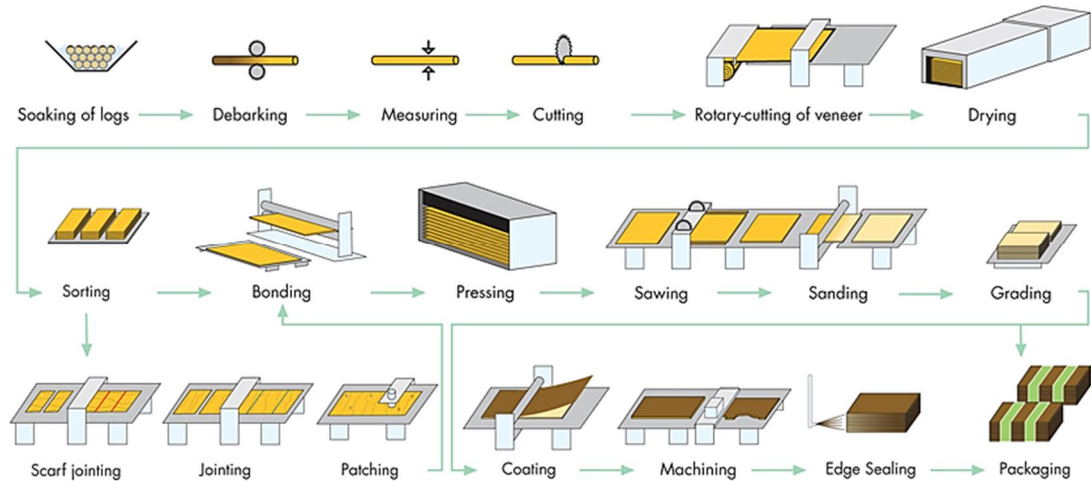 Soaking of logs
Debarking
Measuring
Cutting
Rotary-cutting of veneer
Drying
Sorting
Bonding
Pressing
Sawing
Sanding
Grading
Scarf jointing
Jointing
Patching
Coating
Machining
Edge Sealing
Packaging